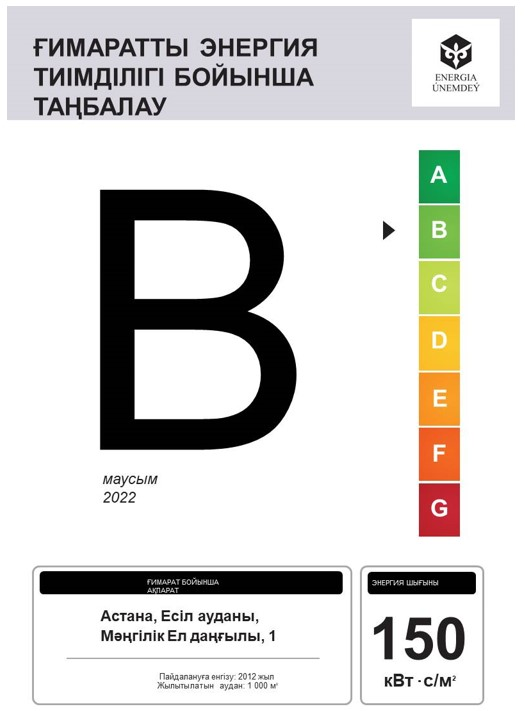 ҒИМАРАТТЫ ЭНЕРГИЯ
ТИІМДІЛІГІ БОЙЫНША
ТАҢБАЛАУ
ENERGIA
ÚNEMDEÝ
A
B
C
D
E
F
G
B
маусым
2022
ҒИМАРАТ БОЙЫНША
АҚПАРАТ
Астана, Есіл ауданы,
Мәңгілік Ел даңғылы, 1
Пайдалануға енгізу: 2012 жыл
Жылытылатын аудан: 1 000 м²
ЭНЕРГИЯ ШЫҒЫНЫ
150
кВт ·с/м²